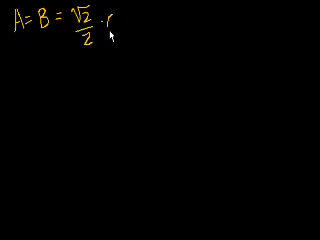 A = B = √2/2 ·